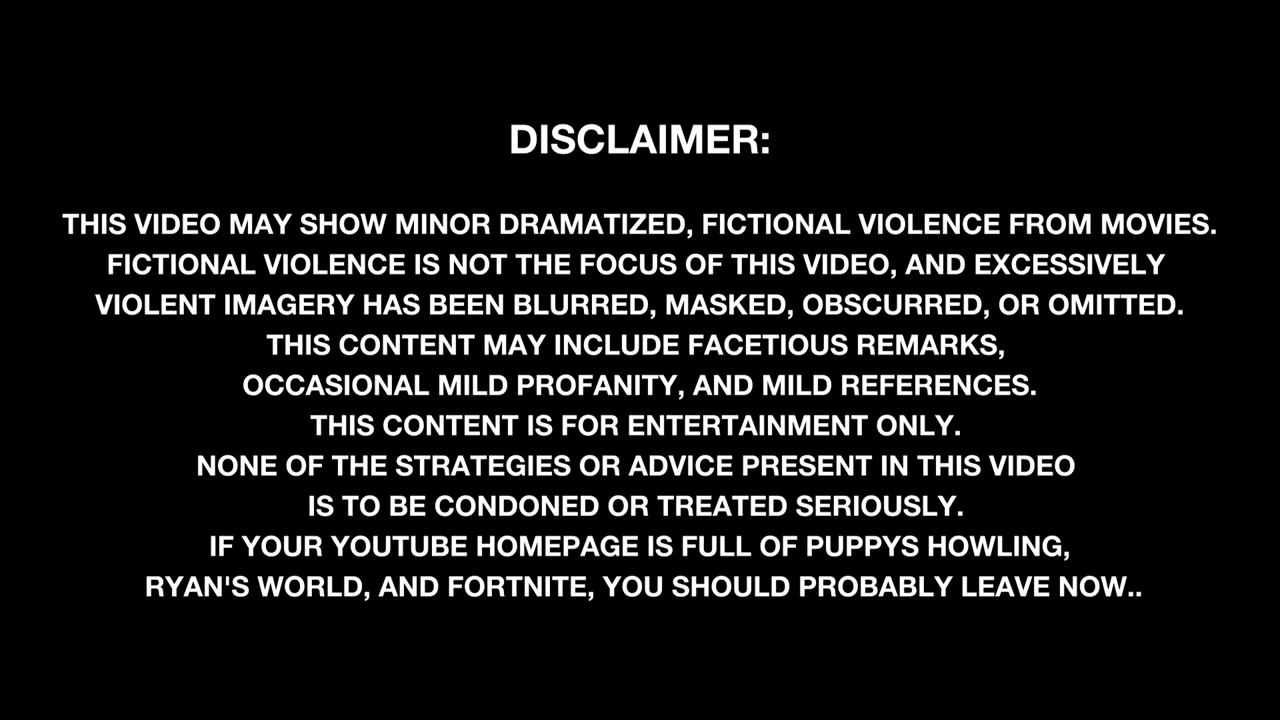 DISCLAIMER:
THIS VIDEO MAY SHOW MINOR DRAMATIZED, FICTIONAL VIOLENCE FROM MOVIES.
FICTIONAL VIOLENCE IS NOT THE FOCUS OF THIS VIDEO, AND EXCESSIVELY
VIOLENT IMAGERY HAS BEEN BLURRED, MASKED, OBSCURRED, OR OMITTED.
THIS CONTENT MAY INCLUDE FACETIOUS REMARKS,
OCCASIONAL MILD PROFANITY, AND MILD REFERENCES.
THIS CONTENT IS FOR ENTERTAINMENT ONLY.
NONE OF THE STRATEGIES OR ADVICE PRESENT IN THIS VIDEO
IS TO BE CONDONED OR TREATED SERIOUSLY.
IF YOUR YOUTUBE HOMEPAGE IS FULL OF PUPPYS HOWLING,
RYAN'S WORLD, AND FORTNITE, YOU SHOULD PROBABLY LEAVE NOW..